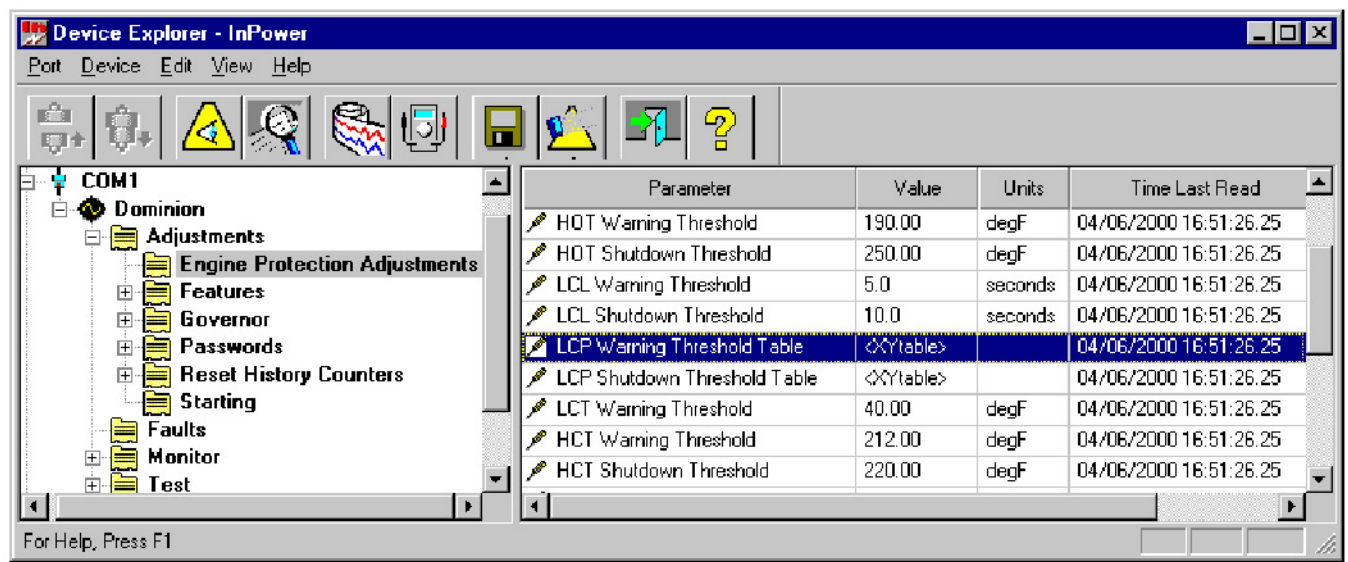 Device Explorer - InPower
Port Device Edit View Help
COM1
Dominion
Adjustments
Engine Protection Adjustments
Features
Governor
Passwords
Reset History Counters
Starting
Faults
Monitor
Test
Parameter Value Units Time Last Read
HOT Warning Threshold 190.00 degF 04/06/2000 16:51:26.25
HOT Shutdown Threshold 250.00 degF 04/06/2000 16:51:26.25
LCL Warning Threshold 5.0 seconds 04/06/2000 16:51:26.25
LCL Shutdown Threshold 10.0 seconds 04/06/2000 16:51:26.25
LCP Warning Threshold Table <XYtable> 04/06/2000 16:51:26.25
LCP Shutdown Threshold Table <XYtable> 04/06/2000 16:51:26.25
LCT Warning Threshold 40.00 degF 04/06/2000 16:51:26.25
HCT Warning Threshold 212.00 degF 04/06/2000 16:51:26.25
HCT Shutdown Threshold 220.00 degF 04/06/2000 16:51:26.25
For Help, Press F1